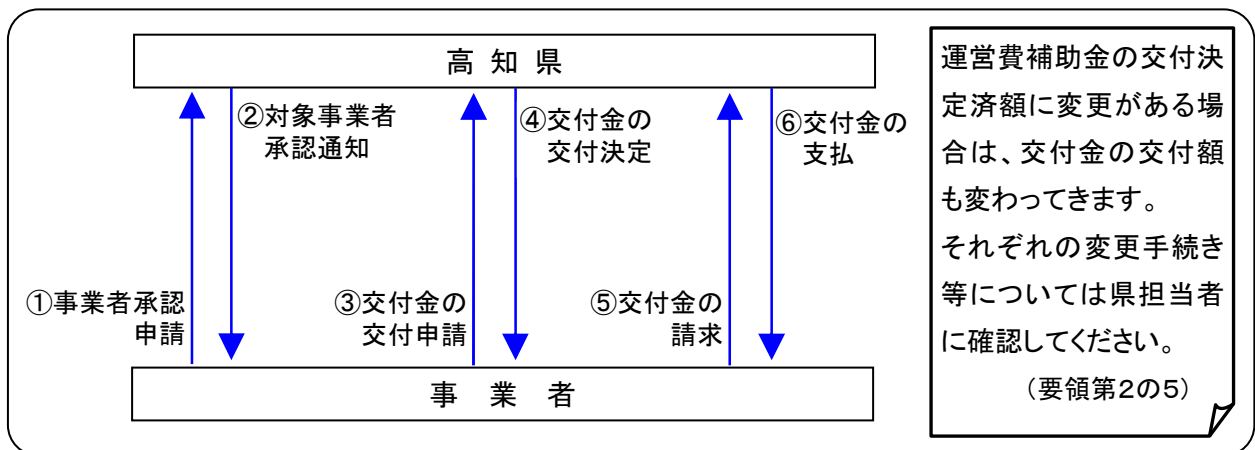 高知県
②対象事業者
承認通知
④交付金の
交付決定
⑥交付金の
支払
①事業者承認
申請
③交付金の
交付申請
⑤交付金の
請求
事業者
運営費補助金の交付決
定済額に変更がある場
合は、交付金の交付額
も変わってきます。
それぞれの変更手続き
等については県担当者
に確認してください。
（要領第2の5）